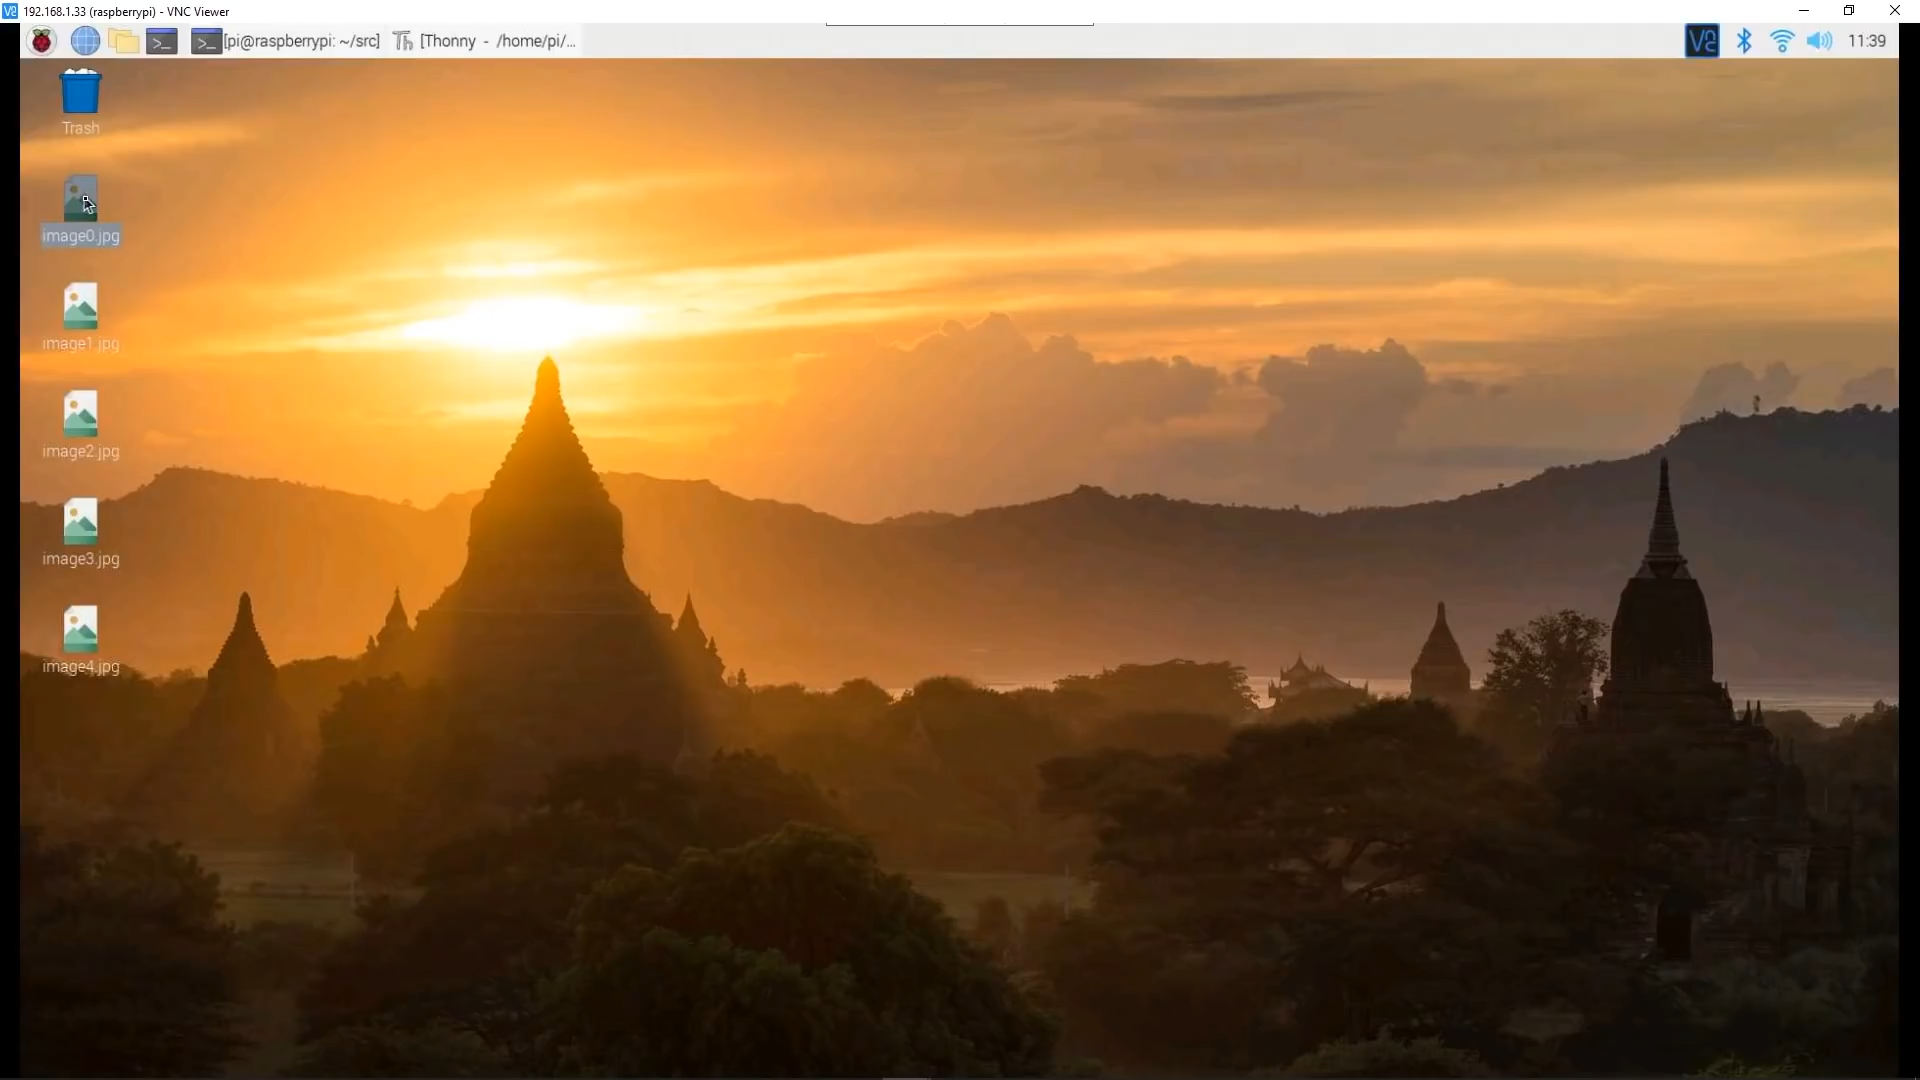 192.168.1.33 (raspberrypi) - VNC Viewer
[pi@raspberrypi: ~/src]
[Thonny - /home/pi/...
11:39
Trash
image0.jpg
image1.jpg
image2.jpg
image3.jpg
image4.jpg